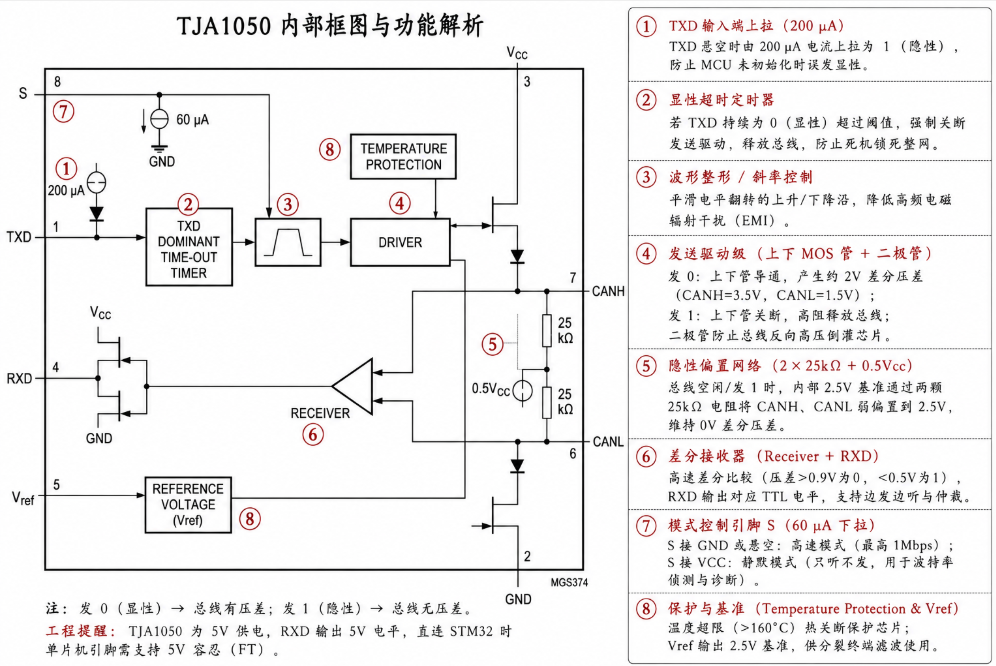 TJA1050 内部框图与功能解析
VCC
8
3
S
⑦
60 μA
GND
⑧
TEMPERATURE
PROTECTION
①
200 μA
②
③
④
TXD
1
TXD
DOMINANT
TIME-OUT
TIMER
DRIVER
7
CANH
VCC
25
kΩ
⑤
4
RXD
0.5VCC
25
kΩ
RECEIVER
⑥
GND
CANL
6
Vref
5
REFERENCE
VOLTAGE
(Vref)
⑧
2
MGS374
GND
注：发 0（显性）→ 总线有压差；发 1（隐性）→ 总线无压差。
工程提醒：TJA1050 为 5V 供电，RXD 输出 5V 电平，直连 STM32 时
单片机引脚需支持 5V 容忍（FT）。
① TXD 输入端上拉（200 μA）
TXD 悬空时由 200 μA 电流上拉为 1（隐性），
防止 MCU 未初始化时误发显性。
② 显性超时定时器
若 TXD 持续为 0（显性）超过阈值，强制关断
发送驱动，释放总线，防止死机锁死整网。
③ 波形整形 / 斜率控制
平滑电平翻转的上升/下降沿，降低高频电磁
辐射干扰（EMI）。
④ 发送驱动级（上下 MOS 管 + 二极管）
发 0：上下管导通，产生约 2V 差分压差
（CANH=3.5V，CANL=1.5V）；
发 1：上下管关断，高阻释放总线；
二极管防止总线反向高压倒灌芯片。
⑤ 隐性偏置网络（2×25kΩ + 0.5Vcc）
总线空闲/发 1 时，内部 2.5V 基准通过两颗
25kΩ 电阻将 CANH、CANL 弱偏置到 2.5V，
维持 0V 差分压差。
⑥ 差分接收器（Receiver + RXD）
高速差分比较（压差>0.9V为0，<0.5V为1），
RXD 输出对应 TTL 电平，支持边发边听与仲裁。
⑦ 模式控制引脚 S（60 μA 下拉）
S 接 GND 或悬空：高速模式（最高 1Mbps）；
S 接 VCC：静默模式（只听不发，用于波特率
侦测与诊断）。
⑧ 保护与基准（Temperature Protection & Vref）
温度超限（>160°C）热关断保护芯片；
Vref 输出 2.5V 基准，供分裂终端滤波使用。